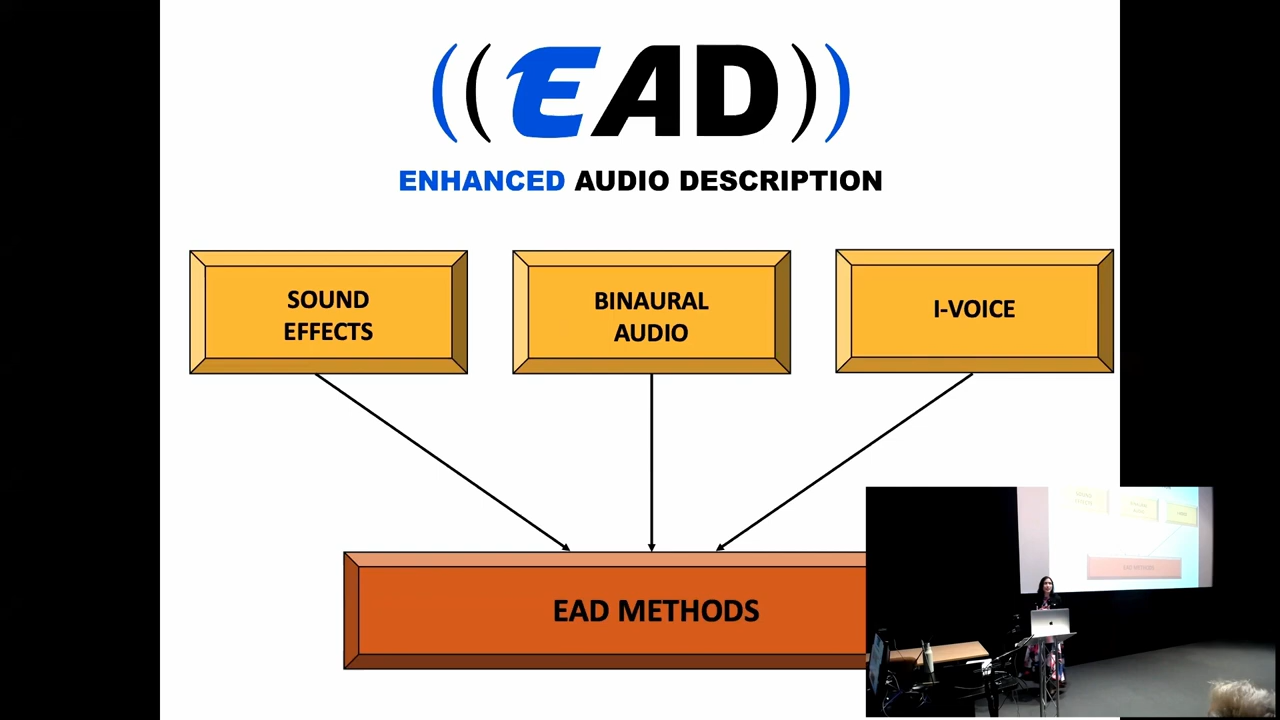 ((EAD))
ENHANCED AUDIO DESCRIPTION
SOUND
EFFECTS
BINAURAL
AUDIO
I-VOICE
EAD METHODS